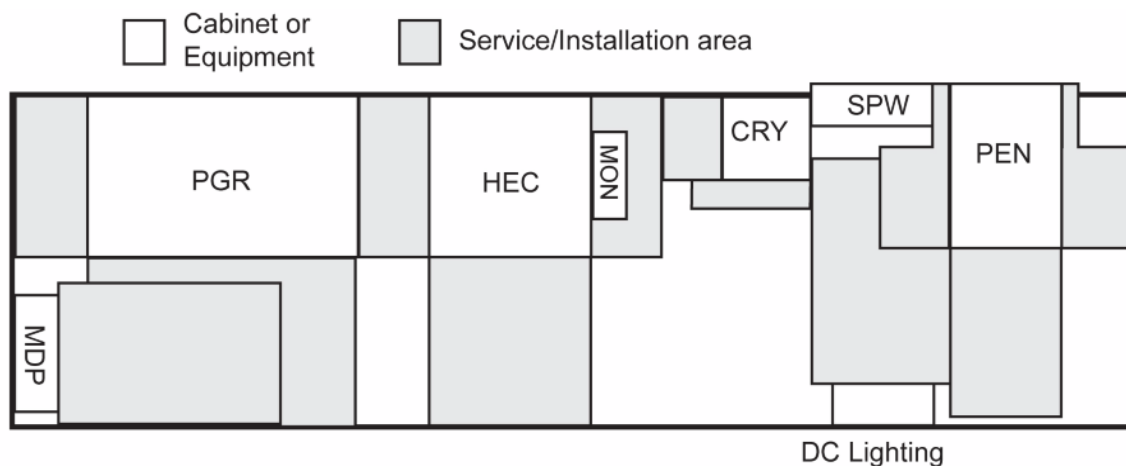 Cabinet or
Equipment
Service/Installation area
PGR
HEC
MON
CRY
SPW
PEN
MDP
DC Lighting